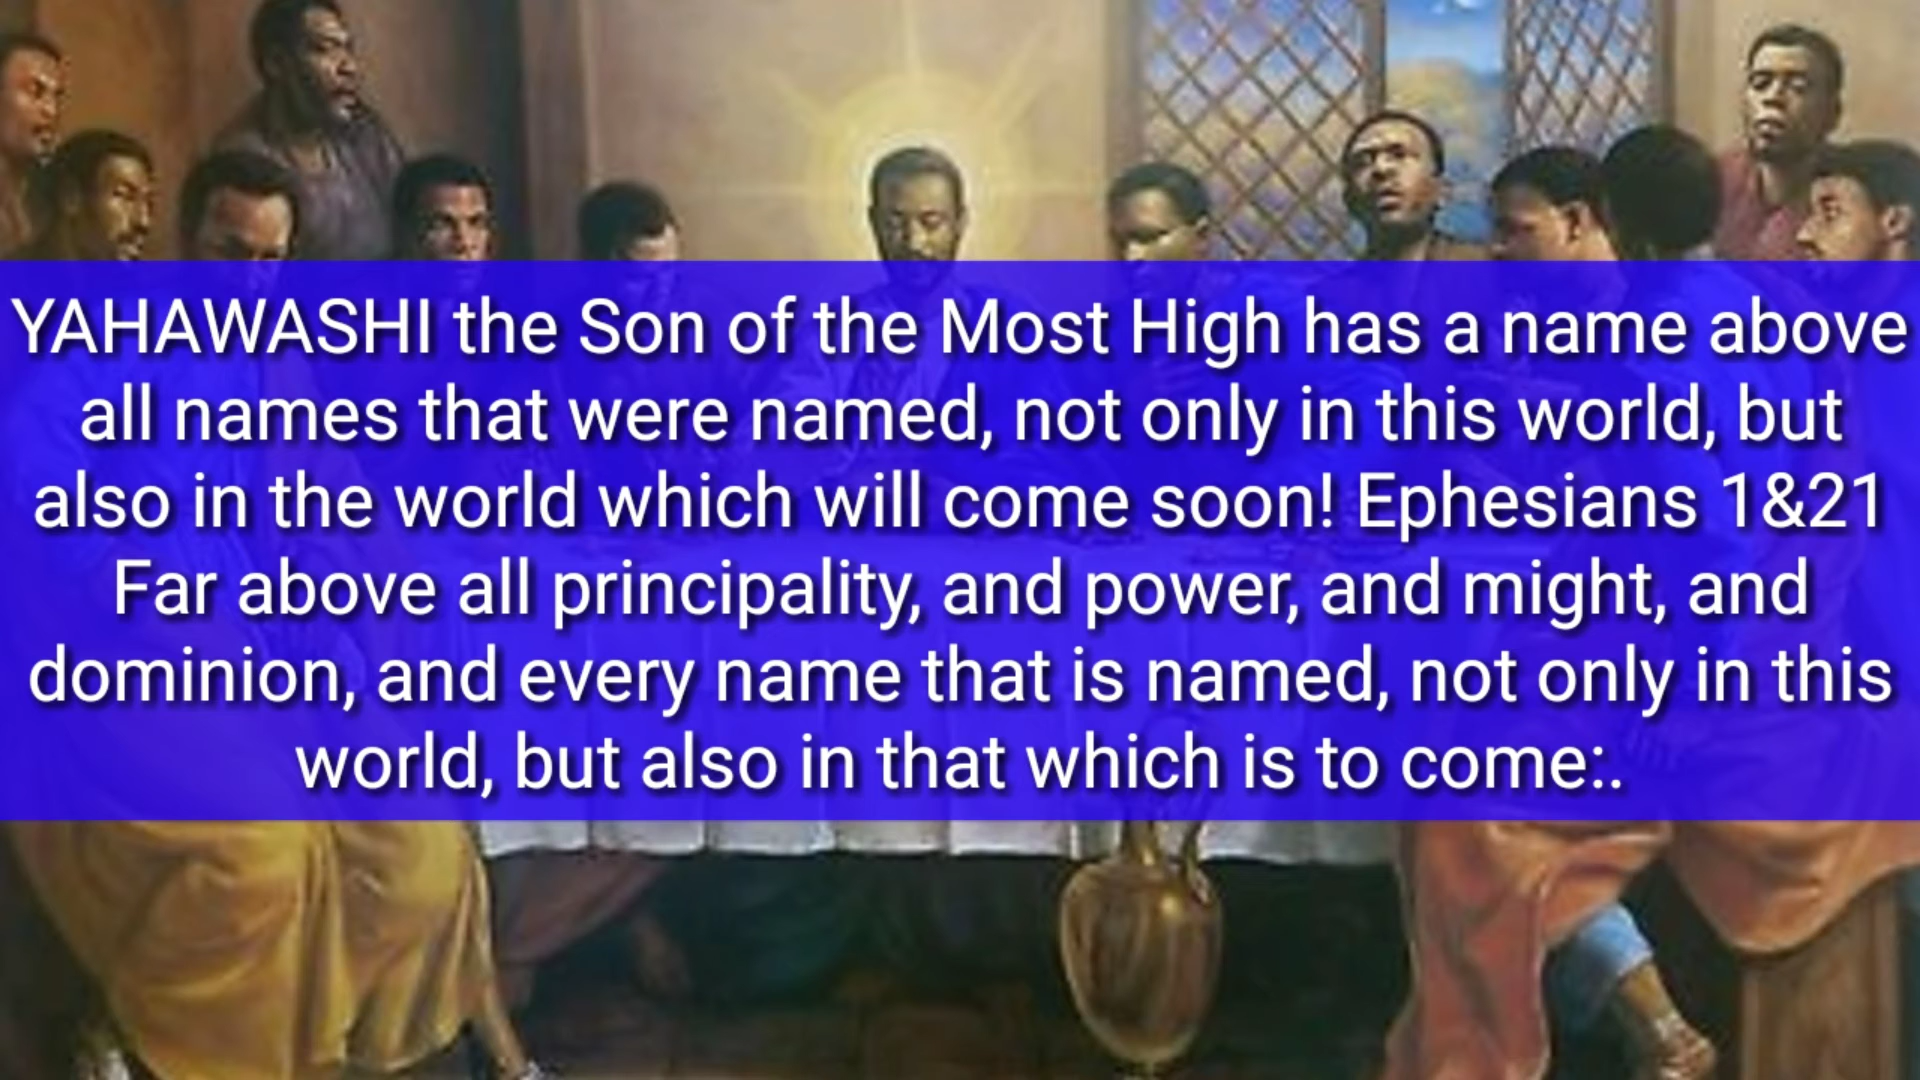 YAHAWASHI the Son of the Most High has a name above
all names that were named, not only in this world, but
also in the world which will come soon! Ephesians 1&21
Far above all principality, and power, and might, and
dominion, and every name that is named, not only in this
world, but also in that which is to come:.